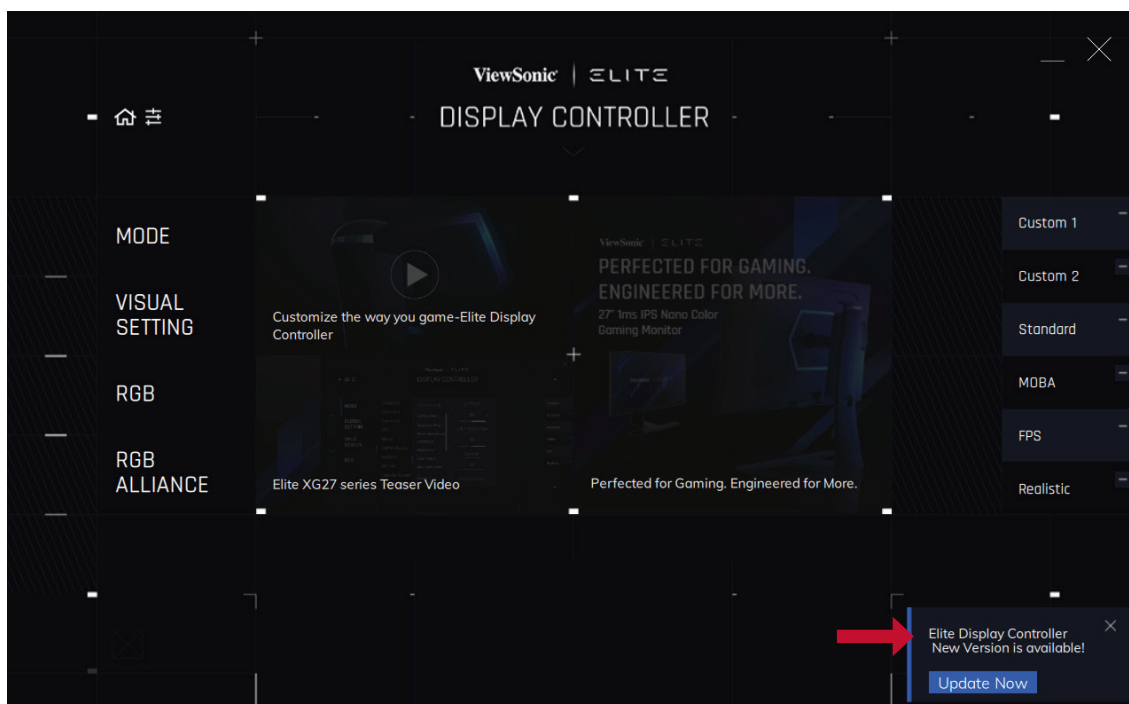 ViewSonic ELITE
DISPLAY CONTROLLER
MODE
VISUAL
SETTING
RGB
RGB
ALLIANCE
Customize the way you game-Elite Display
Controller
Elite XG27 series Teaser Video
ViewSonic ELITE
PERFECTED FOR GAMING.
ENGINEERED FOR MORE.
27" 1ms IPS Nano Color
Gaming Monitor
Perfected for Gaming. Engineered for More.
Custom 1
Custom 2
Standard
MOBA
FPS
Realistic
Elite Display Controller
New Version is available!
Update Now